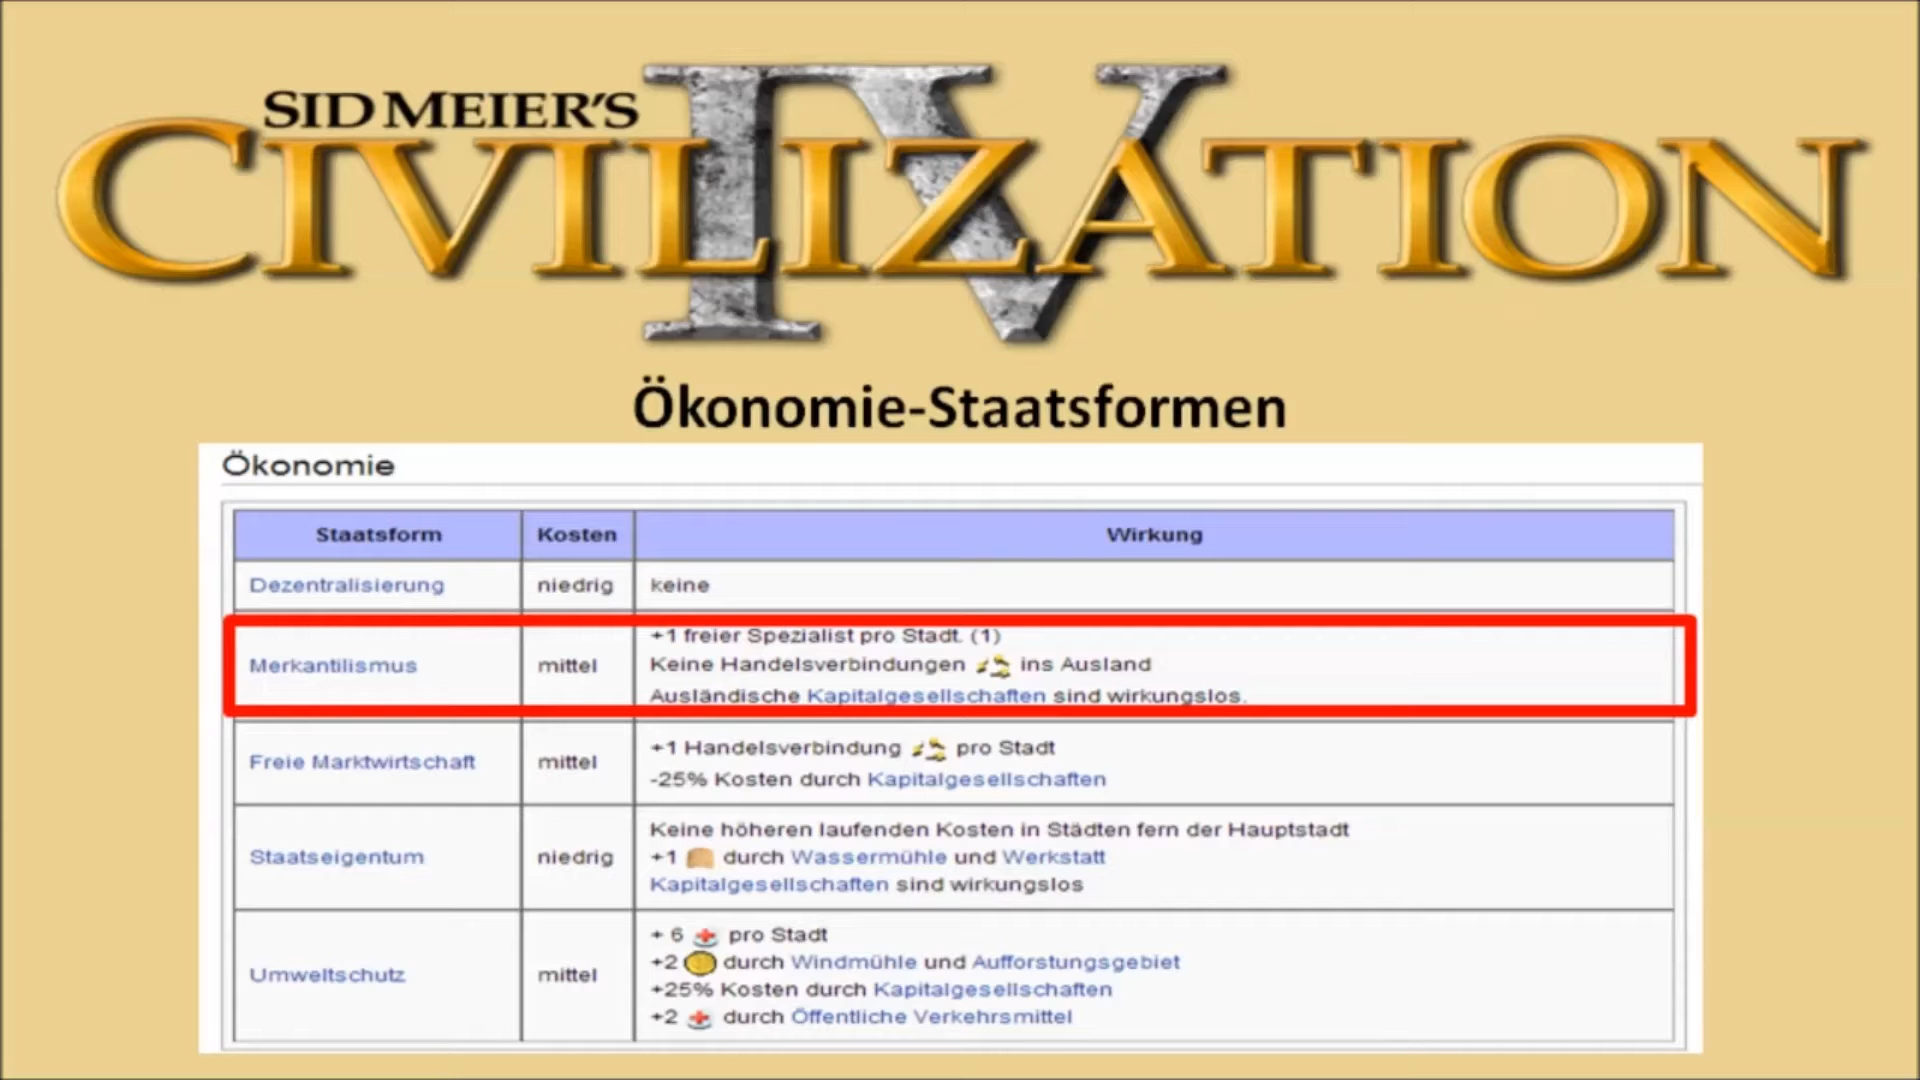 SID MEIER'S
CIVILIZATION
IV
Ökonomie-Staatsformen
Ökonomie
Staatsform Kosten Wirkung
Dezentralisierung niedrig keine
Merkantilismus mittel
+1 freier Spezialist pro Stadt. (1)
Keine Handelsverbindungen ins Ausland
Ausländische Kapitalgesellschaften sind wirkungslos.
Freie Marktwirtschaft mittel
+1 Handelsverbindung pro Stadt
-25% Kosten durch Kapitalgesellschaften
Staatseigentum niedrig
Keine höheren laufenden Kosten in Städten fern der Hauptstadt
+1 durch Wassermühle und Werkstatt
Kapitalgesellschaften sind wirkungslos
Umweltschutz mittel
+ 6 pro Stadt
+2 durch Windmühle und Aufforstungsgebiet
+25% Kosten durch Kapitalgesellschaften
+2 durch Öffentliche Verkehrsmittel